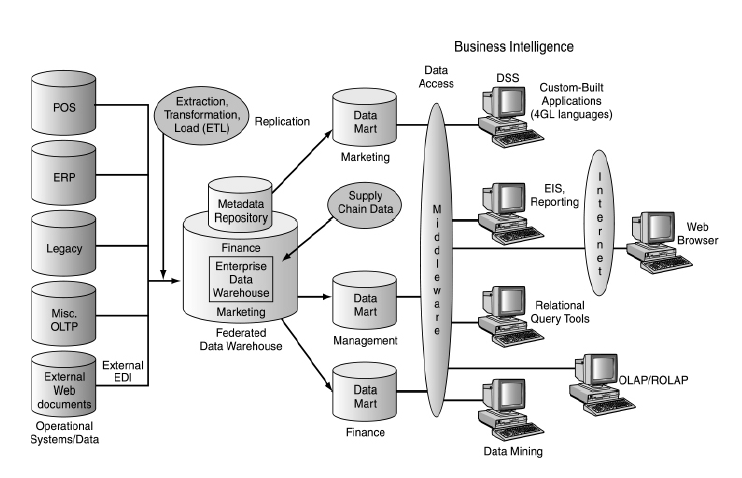 Business Intelligence
Data
Access
DSS
Custom-Built
Applications
(4GL languages)
POS
Extraction,
Transformation,
Load (ETL)
Replication
Data
Mart
Marketing
ERP
Metadata
Repository
Supply
Chain Data
EIS,
Reporting
Internet
Web
Browser
Legacy
Finance
Enterprise
Data
Warehouse
Marketing
Federated
Data Warehouse
Middleware
Data
Mart
Management
Relational
Query Tools
Misc.
OLTP
External
EDI
External
Web
documents
Operational
Systems/Data
Data
Mart
Finance
OLAP/ROLAP
Data Mining